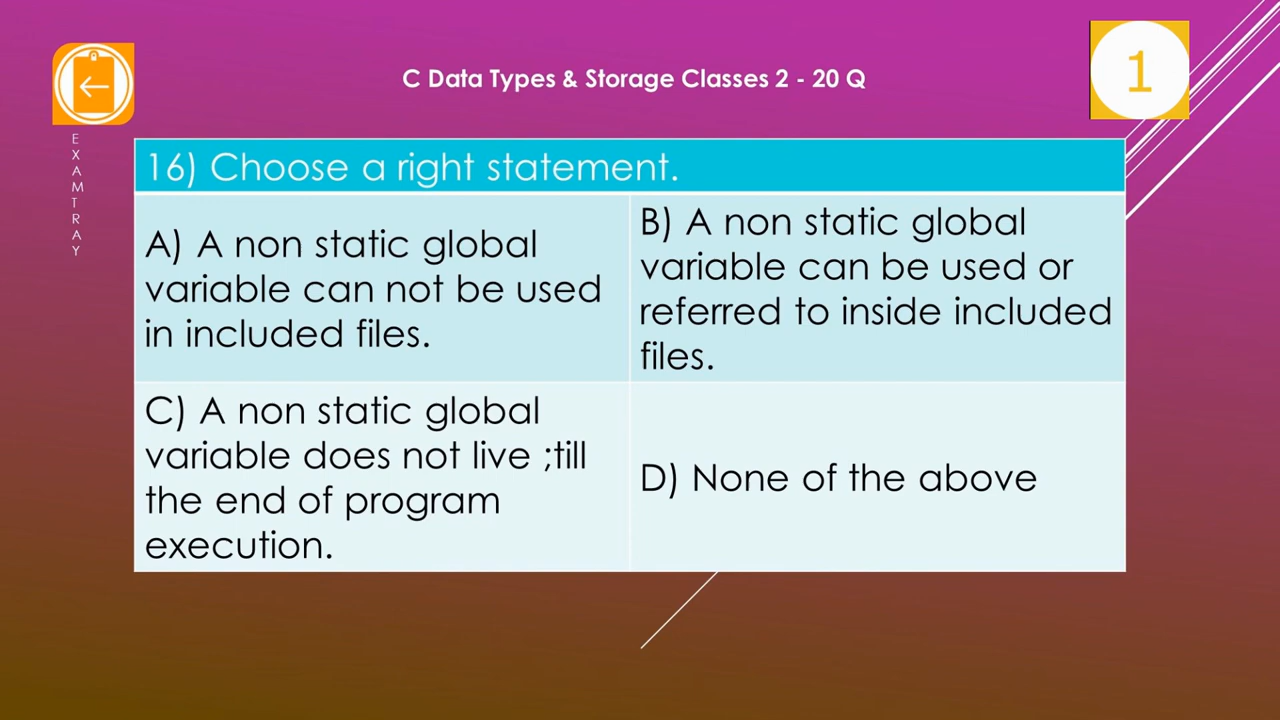 C Data Types & Storage Classes 2 - 20 Q
1
E
X
A
M
T
R
A
Y
16) Choose a right statement.
A) A non static global
variable can not be used
in included files.
B) A non static global
variable can be used or
referred to inside included
files.
C) A non static global
variable does not live ;till
the end of program
execution.
D) None of the above